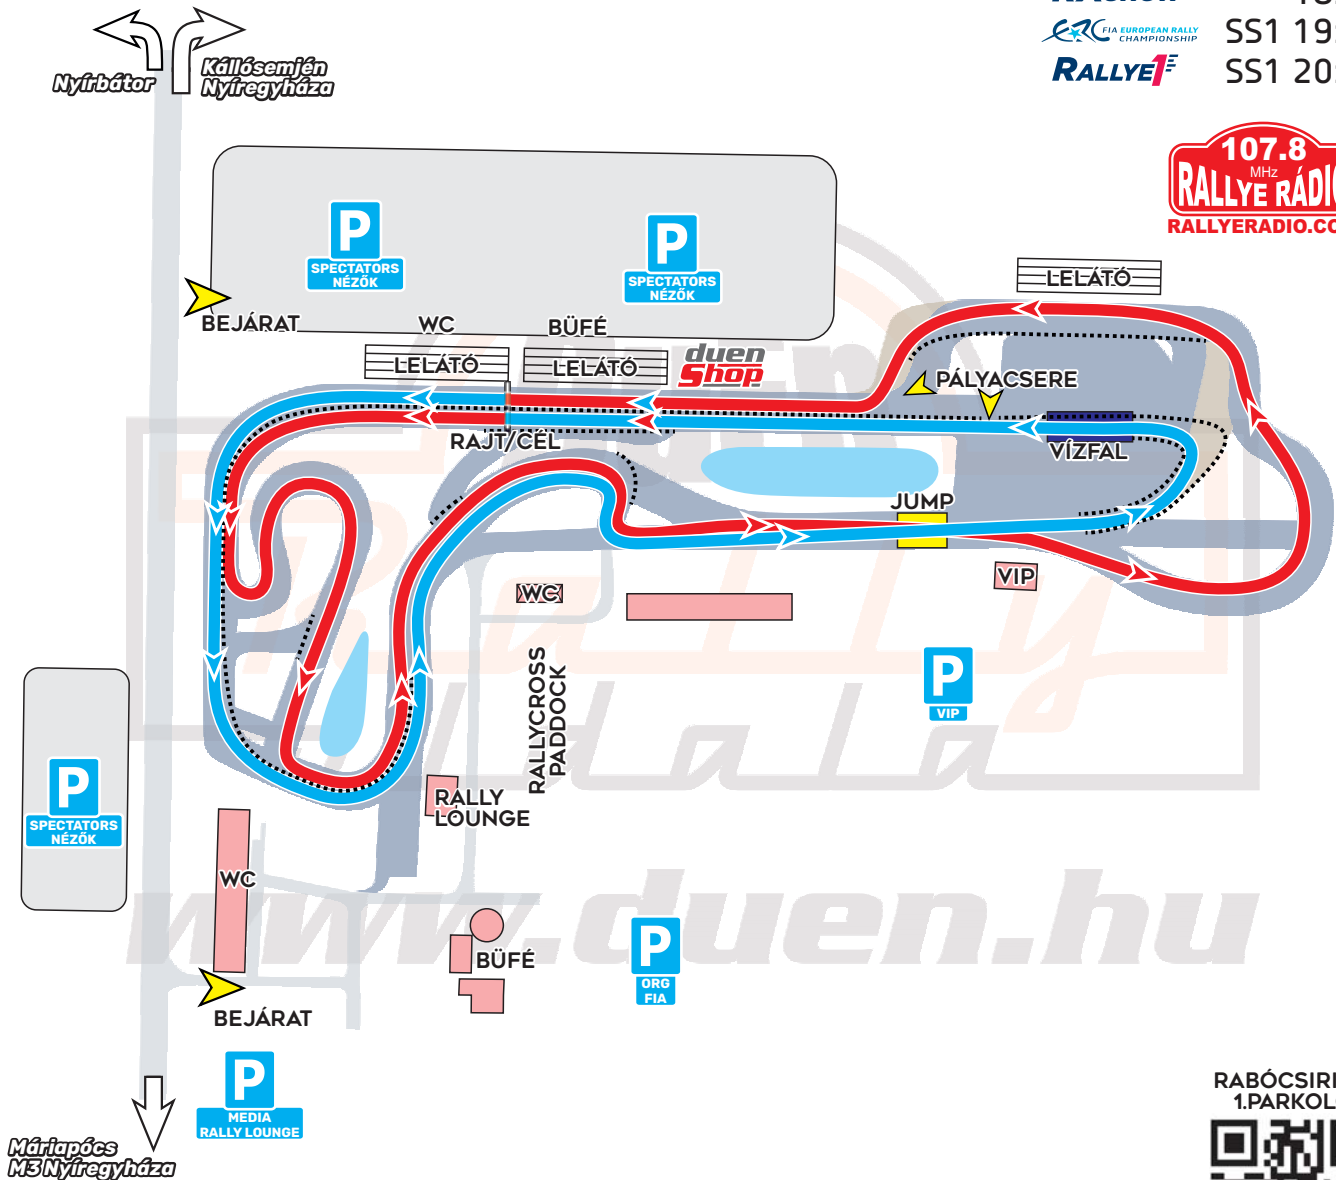 FIA EUROPEAN RALLY
CHAMPIONSHIP
SS1 19:
RALLYE1
SS1 20:
Nyírbátor
Kállósemjén
Nyíregyháza
107.8
MHz
RALLYE RÁDIÓ
RALLYERADIO.CO
P
SPECTATORS
NÉZŐK
P
SPECTATORS
NÉZŐK
BEJÁRAT
WC
BÜFÉ
LELÁTÓ
LELÁTÓ
LELÁTÓ
duen
Shop
PÁLYACSERE
RAJT/CÉL
VÍZFAL
JUMP
VIP
WC
Rally
RALLYCROSS
PADDOCK
P
VIP
oldala
P
SPECTATORS
NÉZŐK
RALLY
LOUNGE
WC
www.duen.hu
BÜFÉ
P
ORG
FIA
BEJÁRAT
P
MEDIA
RALLY LOUNGE
Máriapócs
M3 Nyíregyháza
RABÓCSIRI
1.PARKOL